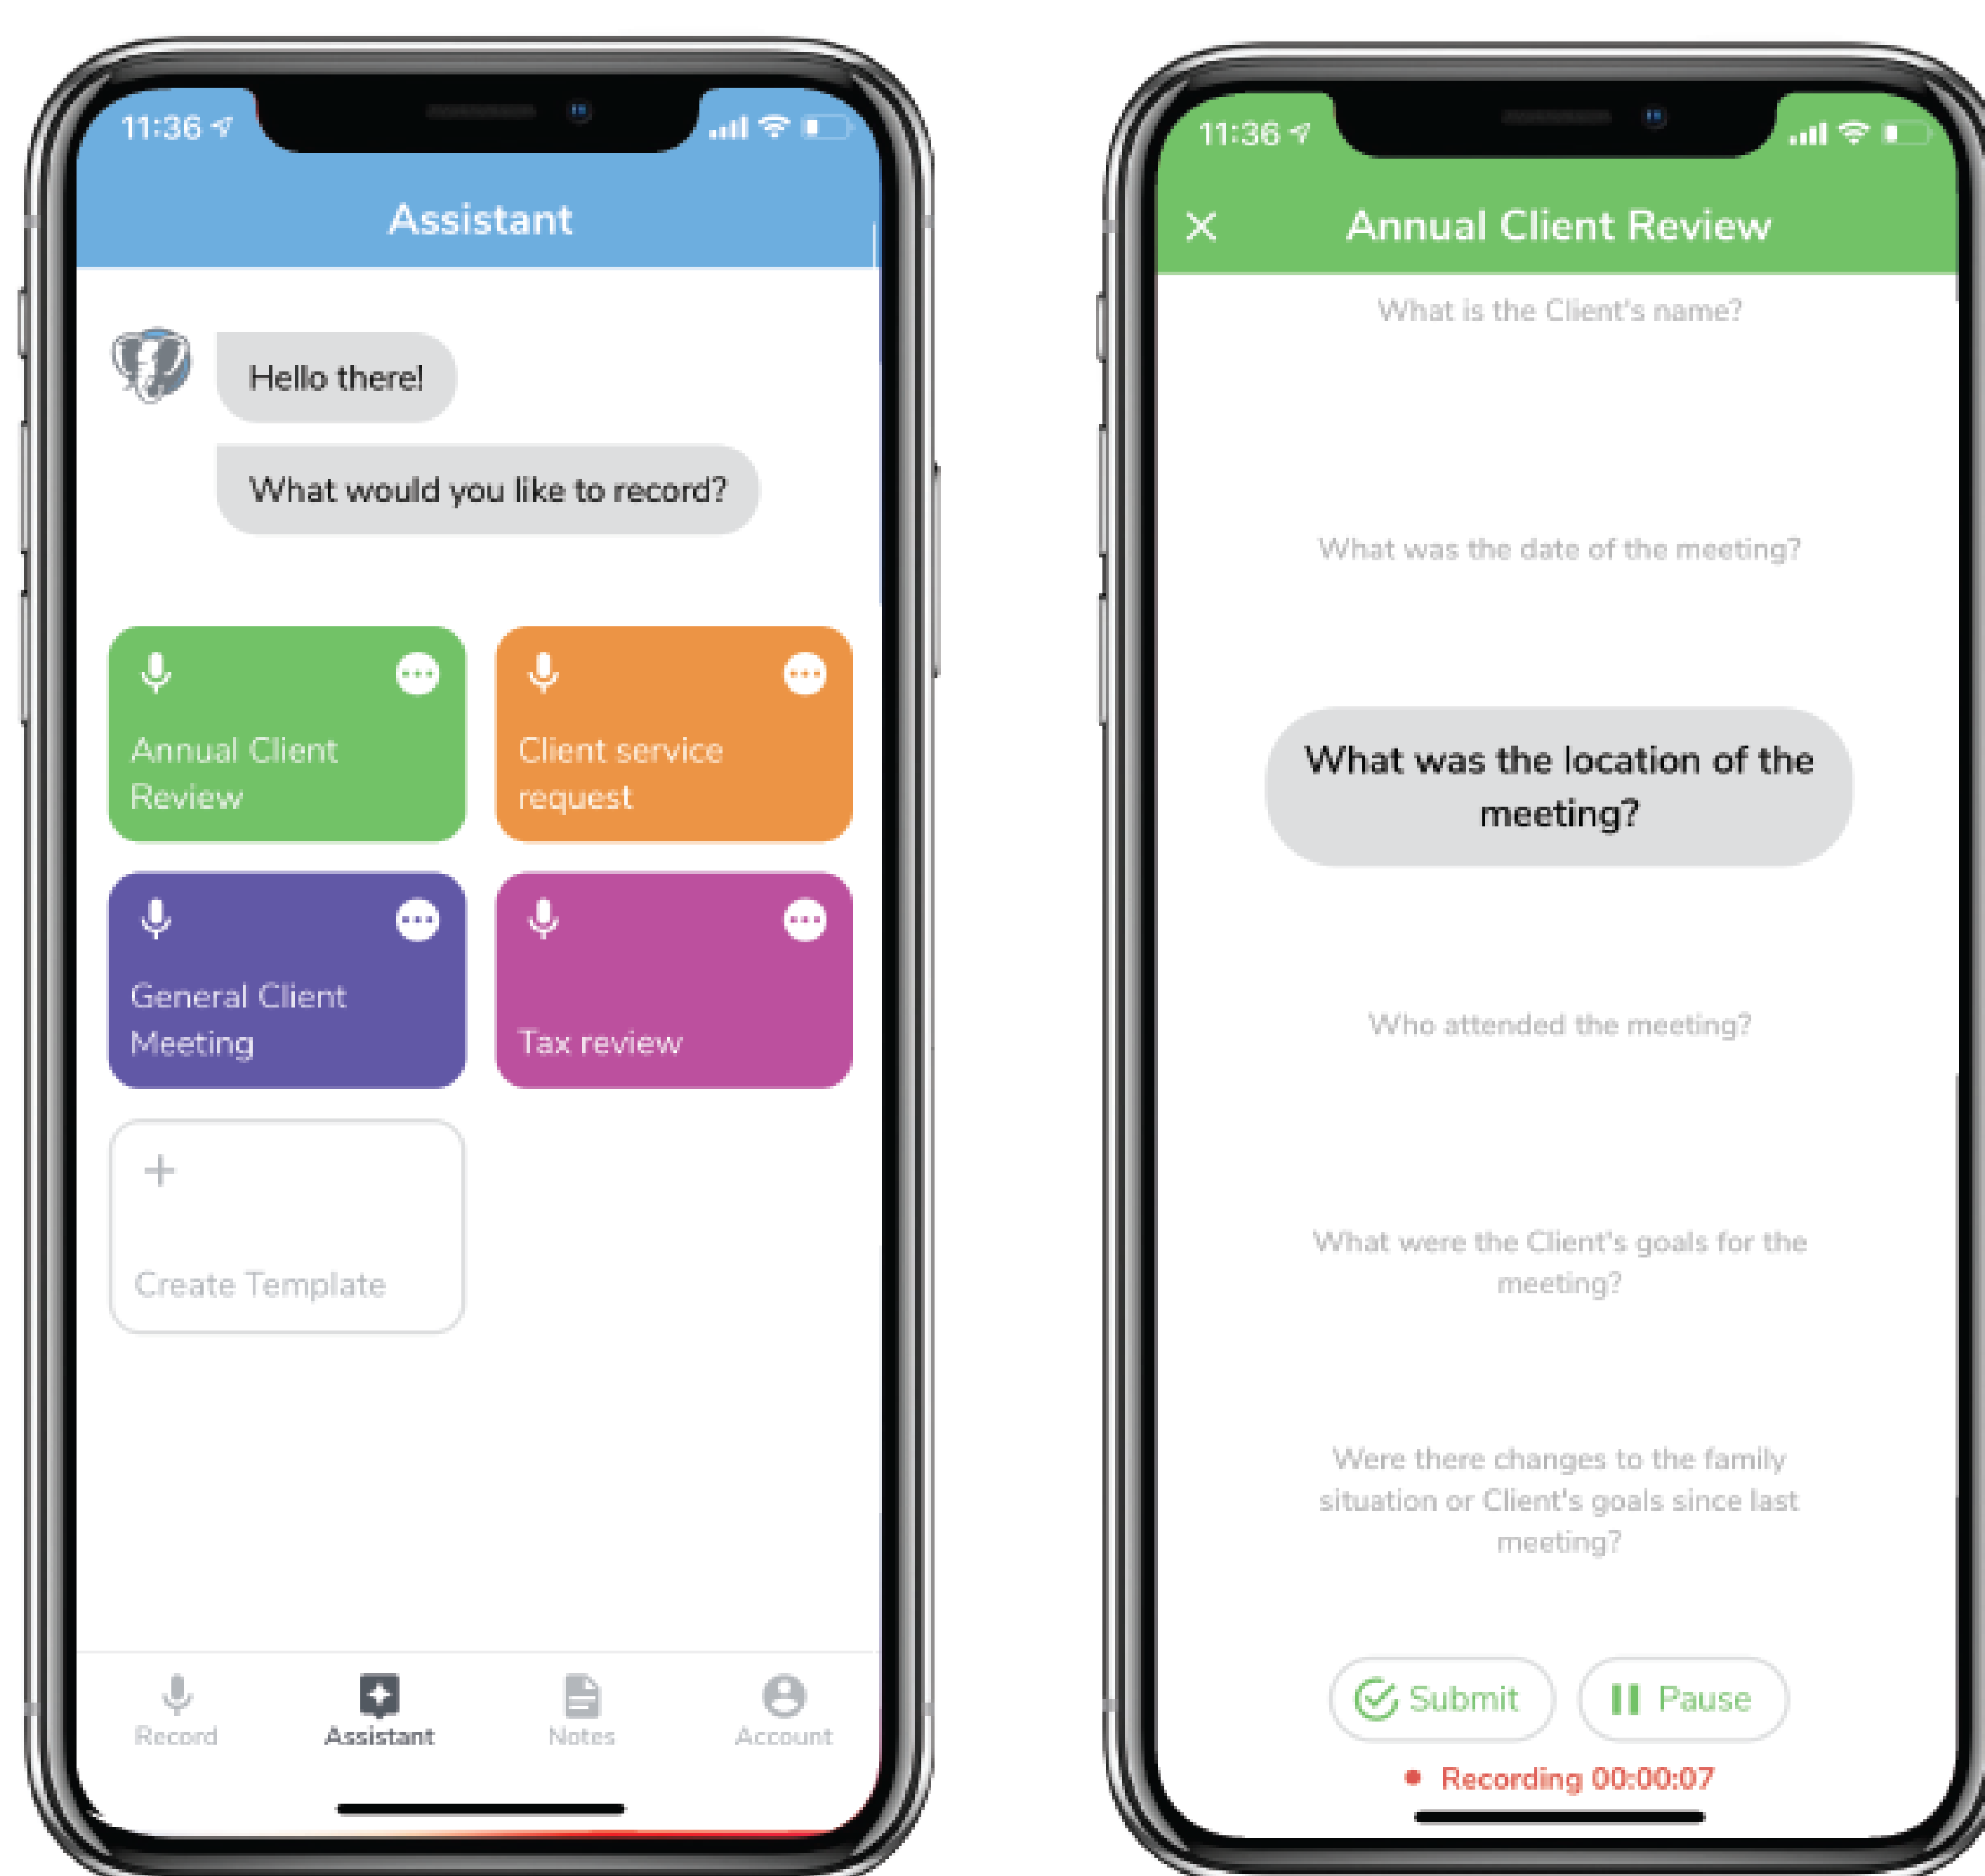 11:36
Assistant
Hello there!
What would you like to record?
Annual Client
Review
Client service
request
General Client
Meeting
Tax review
Create Template
Record
Assistant
Notes
Account
11:36
Annual Client Review
What is the Client's name?
What was the date of the meeting?
What was the location of the
meeting?
Who attended the meeting?
What were the Client's goals for the
meeting?
Were there changes to the family
situation or Client's goals since last
meeting?
Submit
Pause
Recording 00:00:07